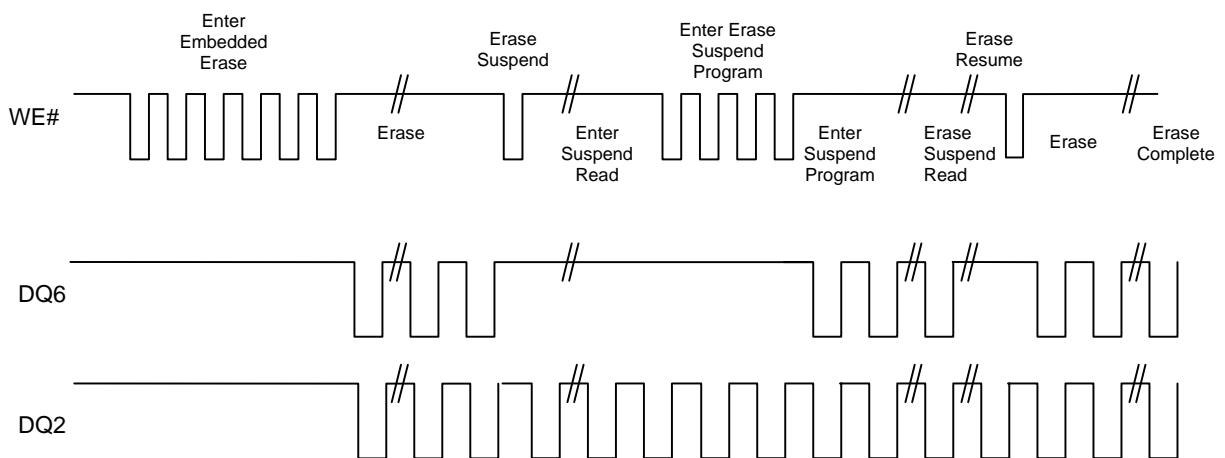 Enter
Embedded
Erase
Erase
Suspend
Enter Erase
Suspend
Program
Erase
Resume
WE#
Erase
Enter
Suspend
Read
Enter
Suspend
Program
Erase
Suspend
Read
Erase
Erase
Complete
DQ6
DQ2